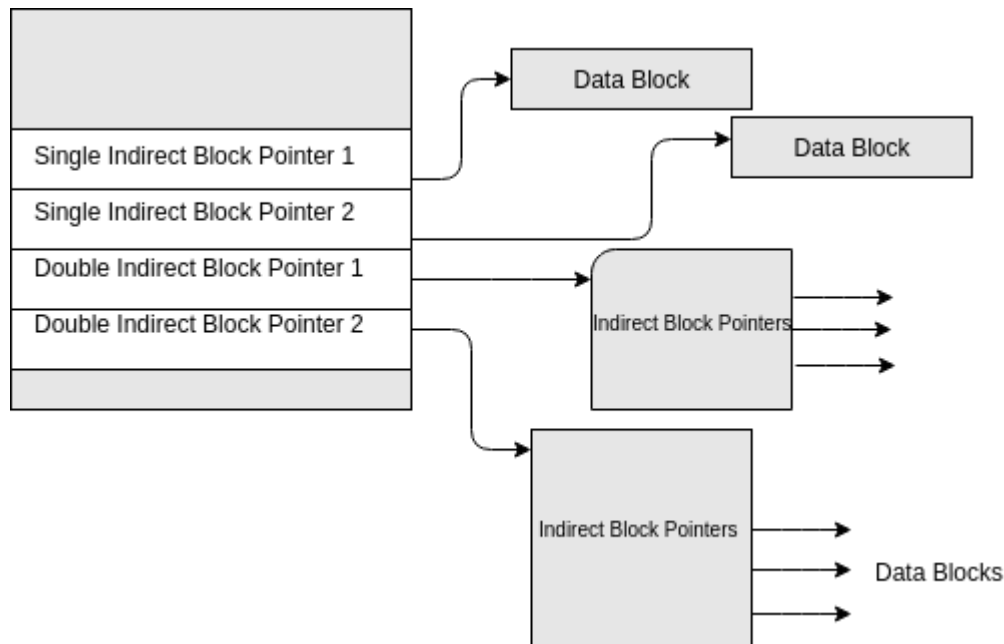 Data Block
Data Block
Single Indirect Block Pointer 1
Single Indirect Block Pointer 2
Double Indirect Block Pointer 1
Double Indirect Block Pointer 2
Indirect Block Pointers
Indirect Block Pointers
Data Blocks